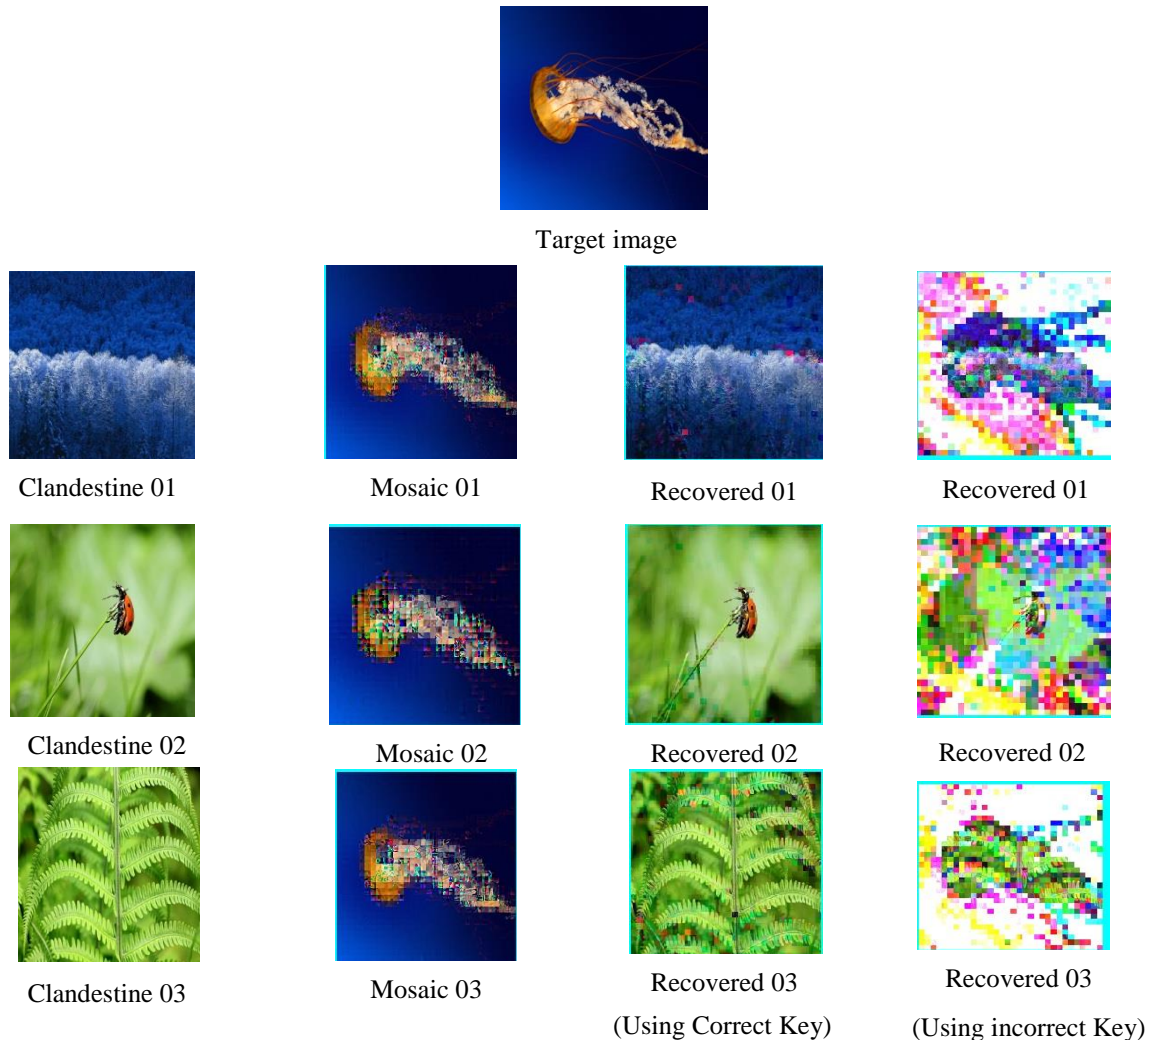 Target image
Clandestine 01
Mosaic 01
Recovered 01
Recovered 01
Clandestine 02
Mosaic 02
Recovered 02
Recovered 02
Clandestine 03
Mosaic 03
Recovered 03
Recovered 03
(Using Correct Key)
(Using incorrect Key)